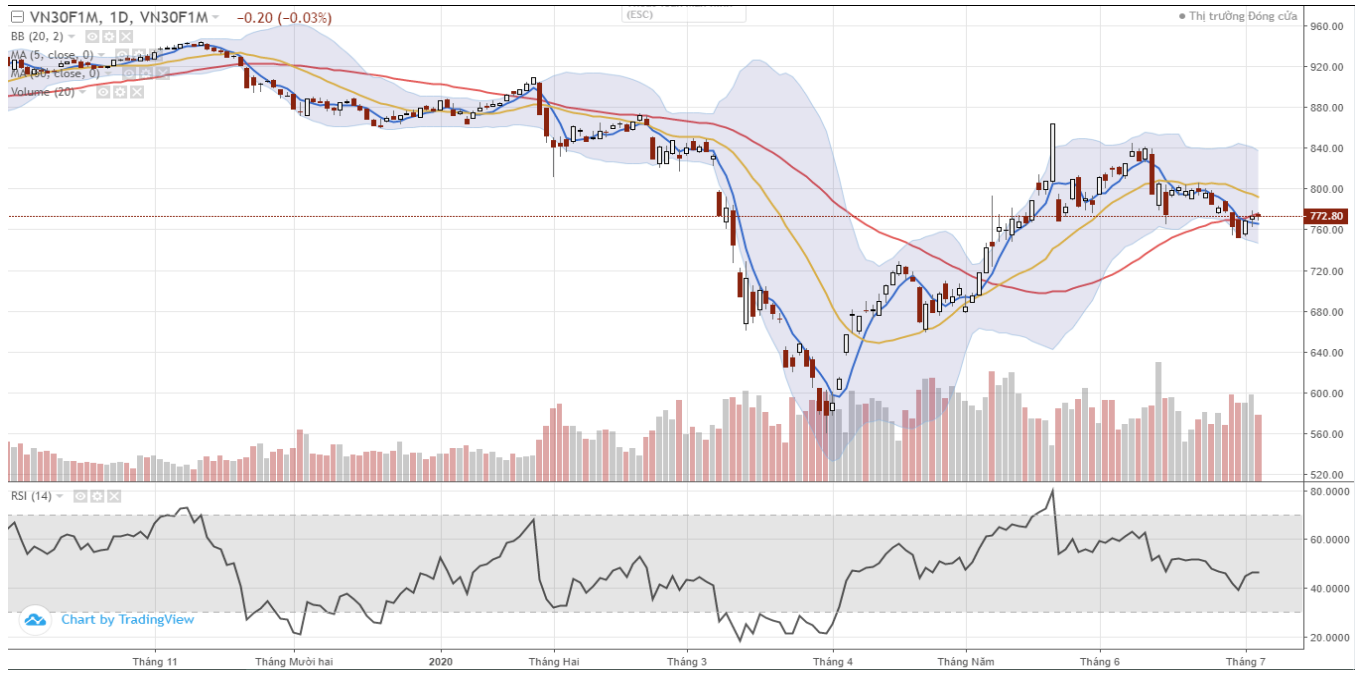 (ESC)
VN30F1M, 1D, VN30F1M −0.20 (−0.03%)
Thị trường Đóng cửa
BB (20, 2)
MA (5, close, 0)
close, 0)
Volume (20)
960.00
920.00
880.00
840.00
800.00
772.80
760.00
720.00
680.00
640.00
600.00
560.00
520.00
RSI (14)
80.0000
60.0000
40.0000
20.0000
Chart by TradingView
Tháng 11 Tháng Mười hai 2020 Tháng Hai Tháng 3 Tháng 4 Tháng Năm Tháng 6 Tháng 7